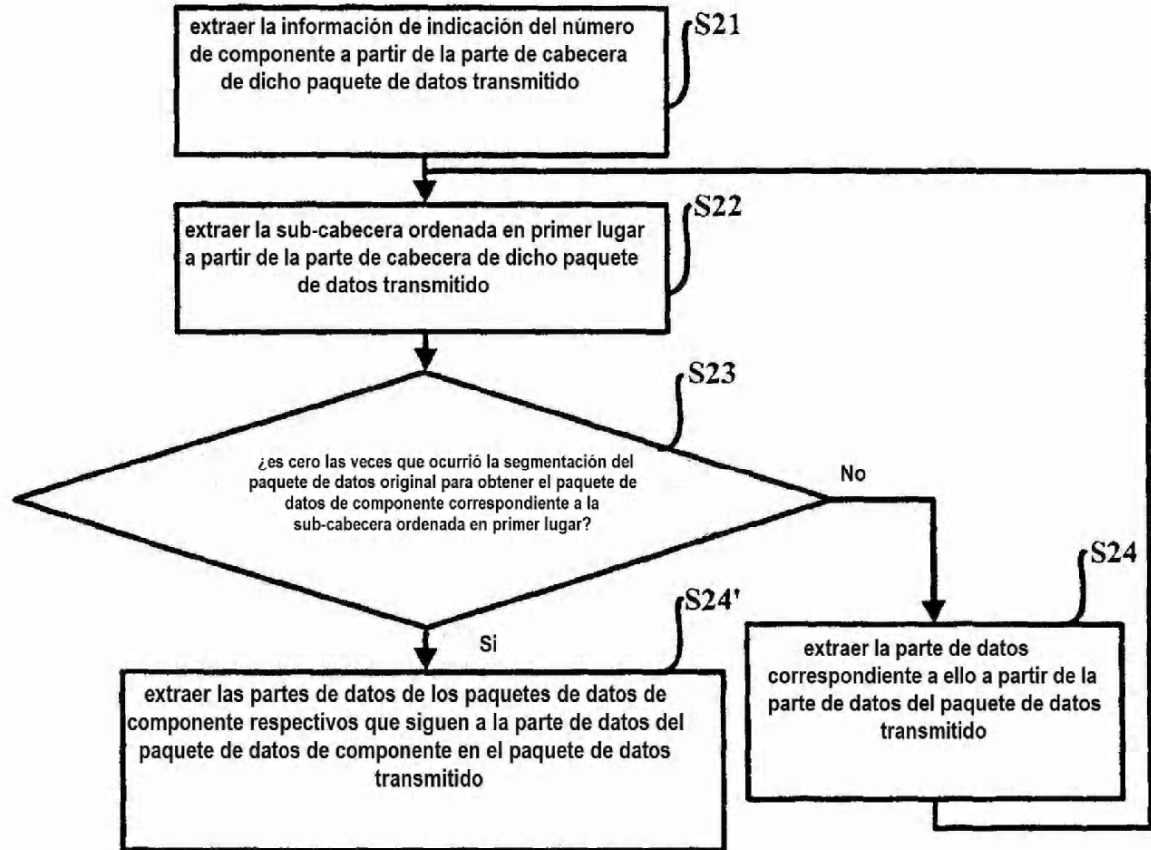 extraer la información de indicación del número
de componente a partir de la parte de cabecera
de dicho paquete de datos transmitido
S21
extraer la sub-cabecera ordenada en primer lugar
a partir de la parte de cabecera de dicho paquete
de datos transmitido
S22
¿es cero las veces que ocurrió la segmentación del
paquete de datos original para obtener el paquete de
datos de componente correspondiente a la
sub-cabecera ordenada en primer lugar?
S23
No
Si
S24'
extraer las partes de datos de los paquetes de datos de
componente respectivos que siguen a la parte de datos del
paquete de datos de componente en el paquete de datos
transmitido
S24
extraer la parte de datos
correspondiente a ello a partir de la
parte de datos del paquete de datos
transmitido